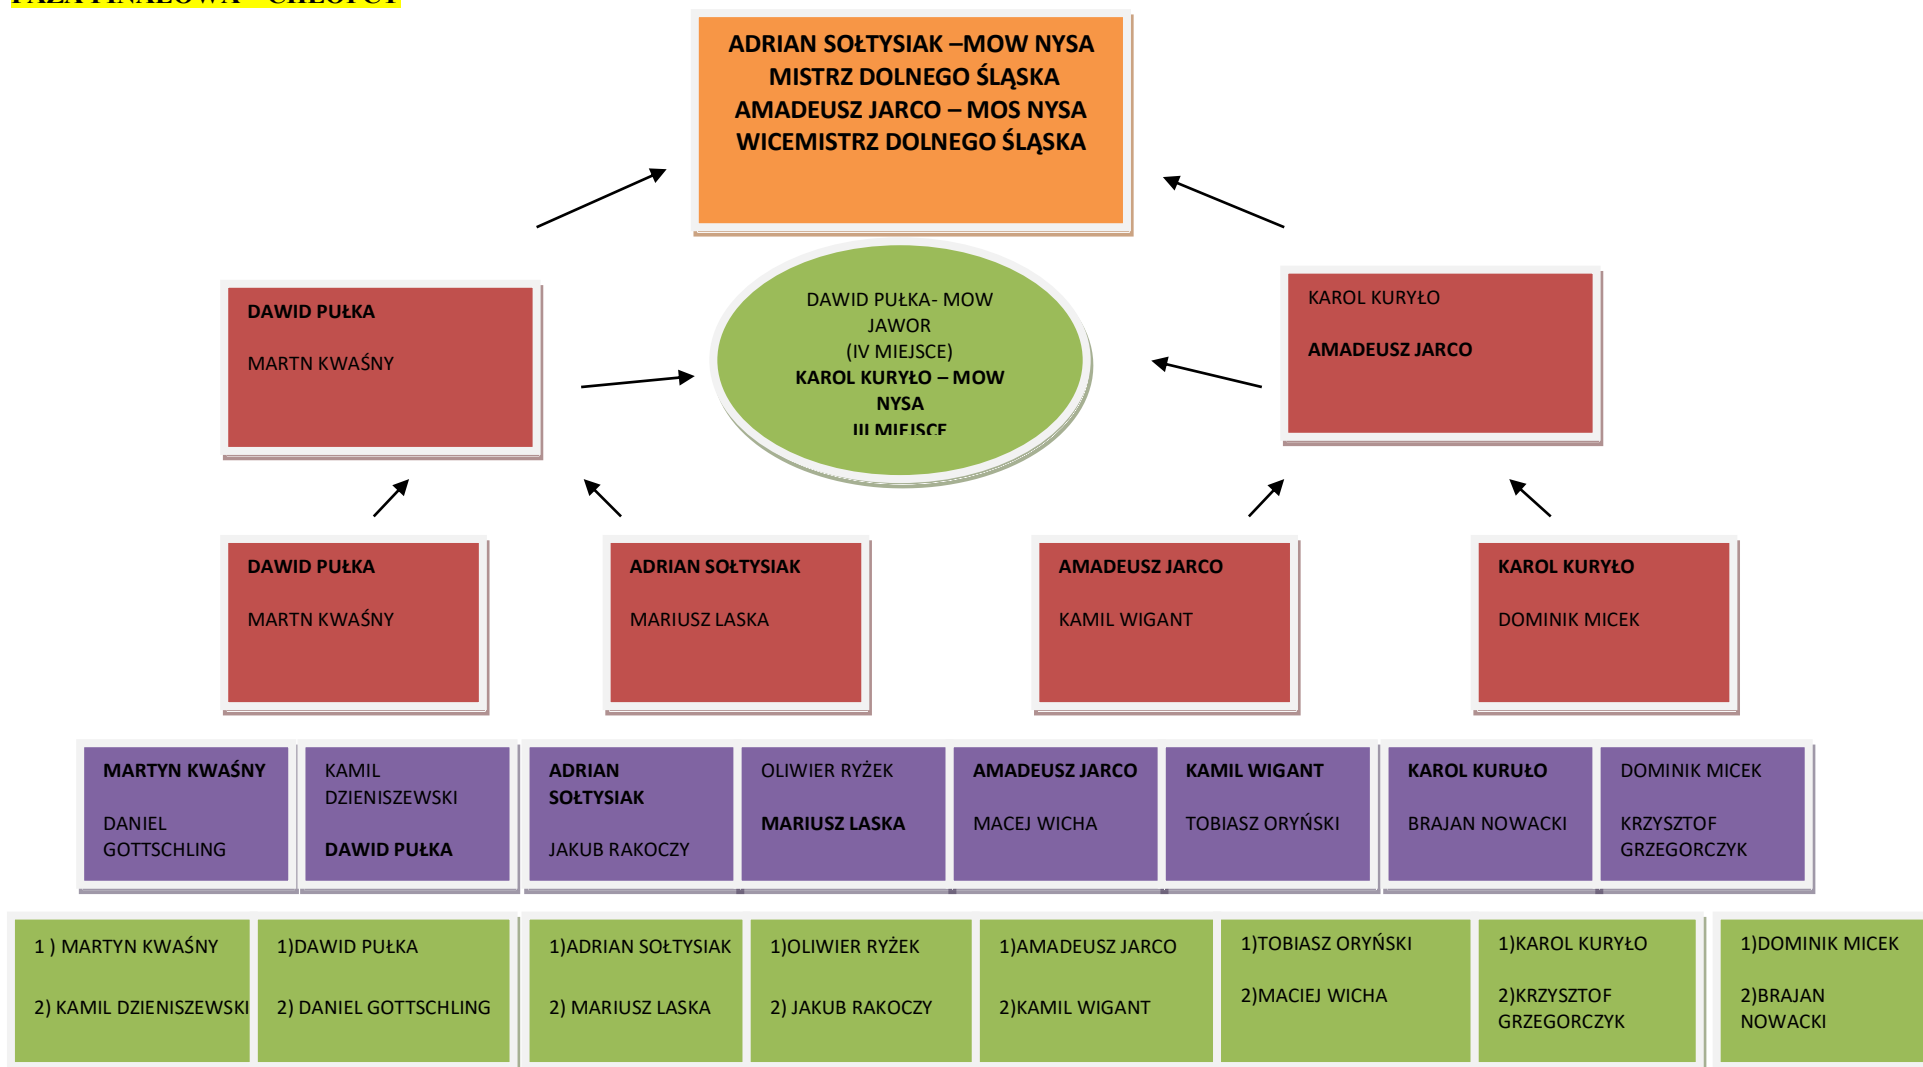 ADRIAN SOŁTYSIAK –MOW NYSA
MISTRZ DOLNEGO ŚLĄSKA
AMADEUSZ JARCO – MOS NYSA
WICEMISTRZ DOLNEGO ŚLĄSKA
DAWID PUŁKA
MARTN KWAŚNY
DAWID PUŁKA- MOW
JAWOR
(IV MIEJSCE)
KAROL KURYŁO – MOW
NYSA
III MIEJSCE
KAROL KURYŁO
AMADEUSZ JARCO
DAWID PUŁKA
MARTN KWAŚNY
ADRIAN SOŁTYSIAK
MARIUSZ LASKA
AMADEUSZ JARCO
KAMIL WIGANT
KAROL KURYŁO
DOMINIK MICEK
MARTYN KWAŚNY
DANIEL
GOTTSCHLING
KAMIL
DZIENISZEWSKI
DAWID PUŁKA
ADRIAN
SOŁTYSIAK
JAKUB RAKOCZY
OLIWIER RYŻEK
MARIUSZ LASKA
AMADEUSZ JARCO
MACEJ WICHA
KAMIL WIGANT
TOBIASZ ORYŃSKI
KAROL KURUŁO
BRAJAN NOWACKI
DOMINIK MICEK
KRZYSZTOF
GRZEGORCZYK
1 ) MARTYN KWAŚNY
2) KAMIL DZIENISZEWSKI
1)DAWID PUŁKA
2) DANIEL GOTTSCHLING
1)ADRIAN SOŁTYSIAK
2) MARIUSZ LASKA
1)OLIWIER RYŻEK
2) JAKUB RAKOCZY
1)AMADEUSZ JARCO
2)KAMIL WIGANT
1)TOBIASZ ORYŃSKI
2)MACIEJ WICHA
1)KAROL KURYŁO
2)KRZYSZTOF
GRZEGORCZYK
1)DOMINIK MICEK
2)BRAJAN
NOWACKI